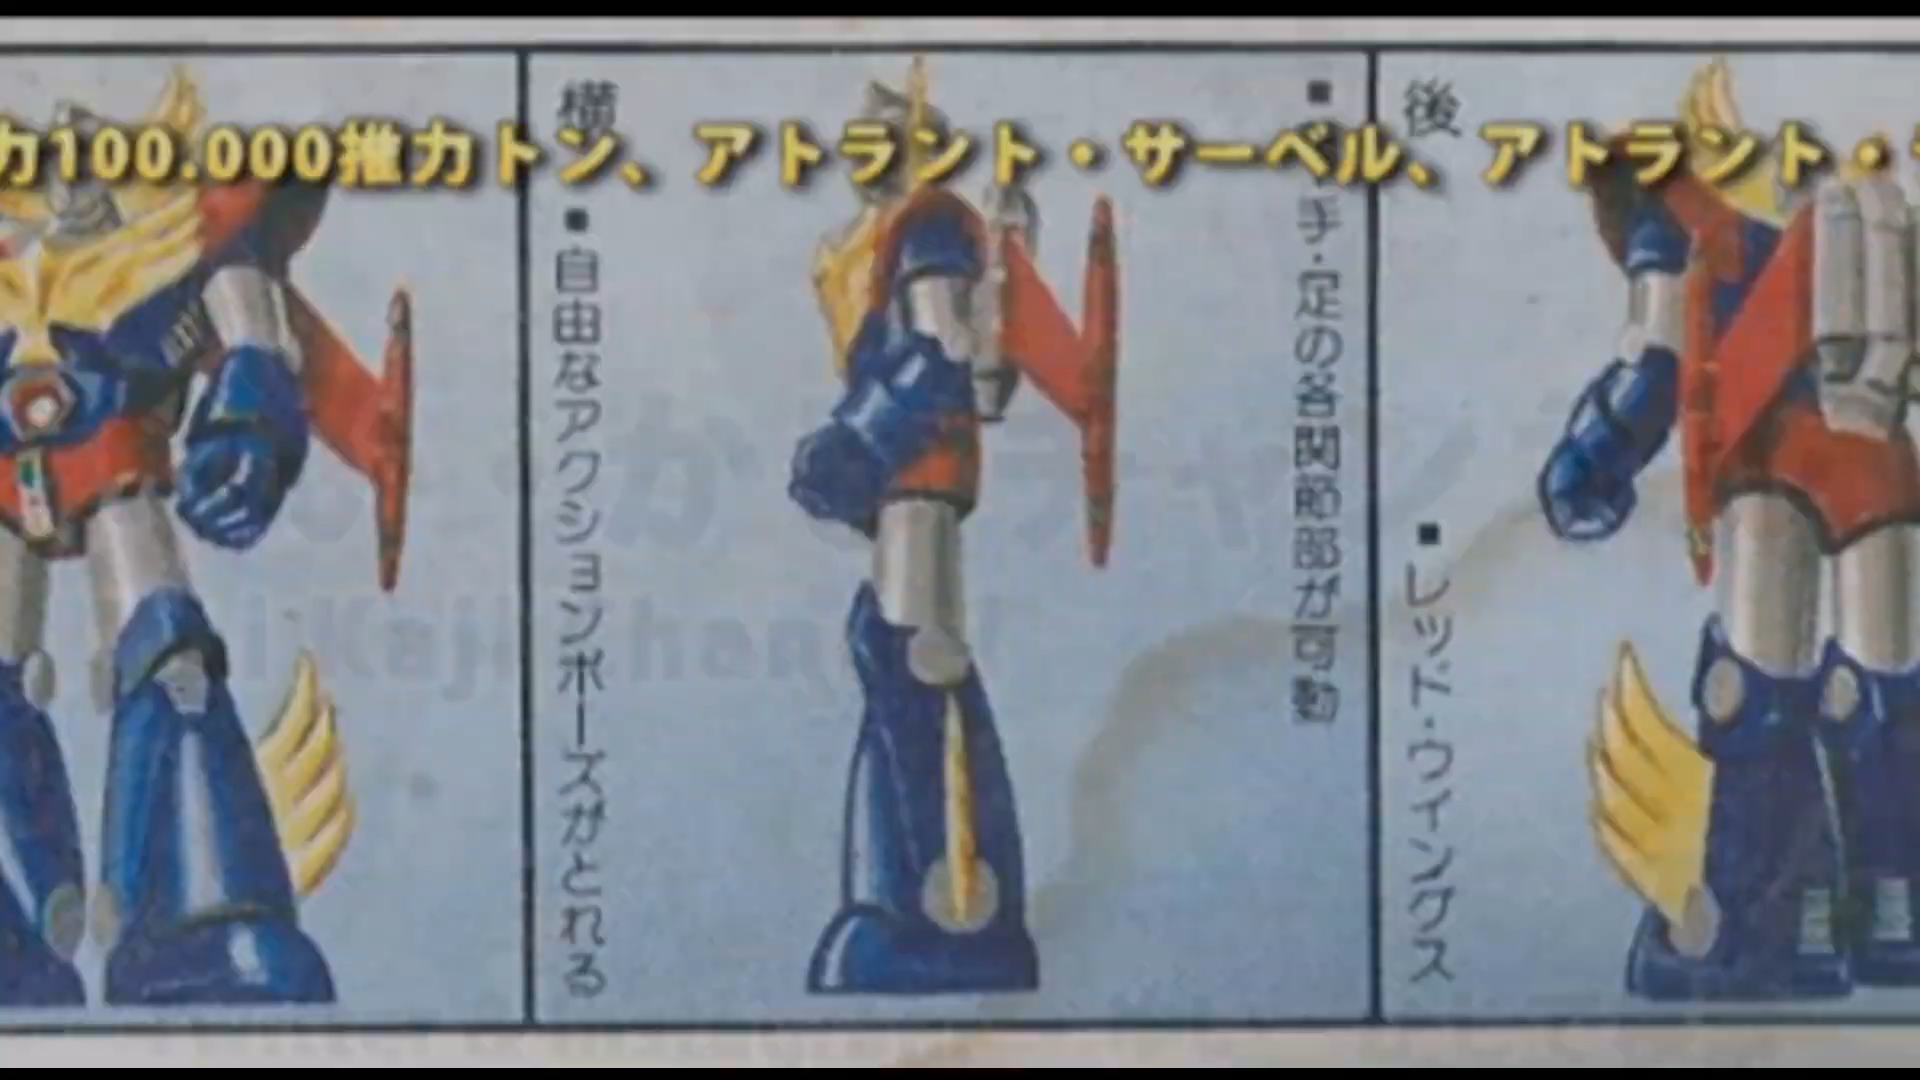 力100.000推力トン、アトラント・サーベル、アトラント・
横
■自由なアクションポーズがとれる
手・足の各関節部が可動
後
■レッド・ウィングス